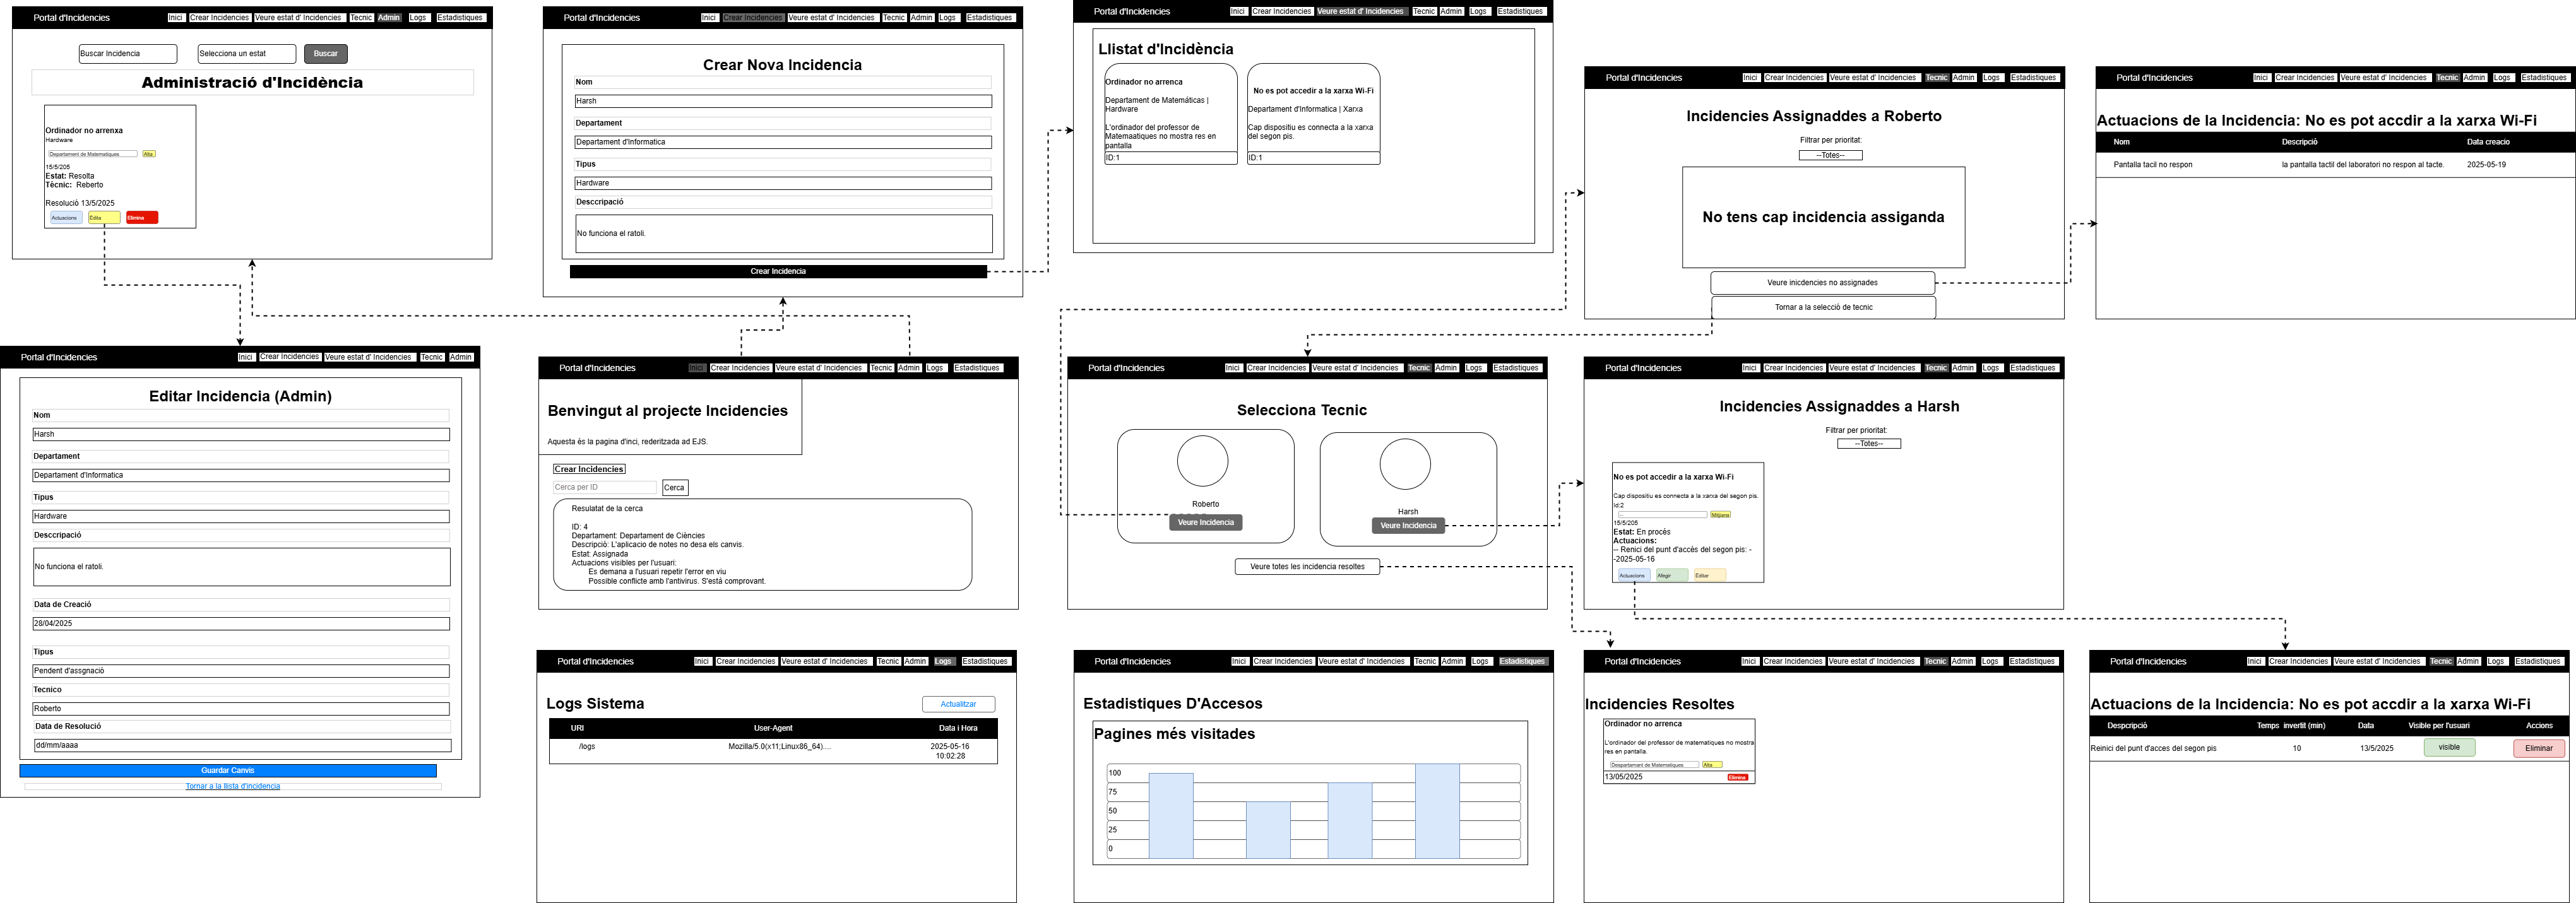 Portal d'Incidencies
Inici
Crear Incidencies
Veure estat d' Incidencies
Tecnic
Admin
Logs
Estadistiques
Buscar Incidencia
Selecciona un estat
Buscar
Administració d'Incidència
Ordinador no arrenxa
Hardware
Departament de Matematiques
Alta
15/5/205
Estat: Resolta
Tècnic: Reberto
Resolució 13/5/2025
Actuacions
Edita
Elimina
Portal d'Incidencies
Inici
Crear Incidencies
Veure estat d' Incidencies
Tecnic
Admin
Logs
Estadistiques
Crear Nova Incidencia
Nom
Harsh
Departament
Departament d'Informatica
Tipus
Hardware
Desccripació
No funciona el ratoli.
Crear Incidencia
Portal d'Incidencies
Inici
Crear Incidencies
Veure estat d' Incidencies
Tecnic
Admin
Logs
Estadistiques
Llistat d'Incidència
Ordinador no arrenca
Departament de Matemáticas |
Hardware
L'ordinador del professor de
Matemaatiques no mostra res en
pantalla
ID:1
No es pot accedir a la xarxa Wi-Fi
Departament d'Informatica | Xarxa
Cap dispositiu es connecta a la xarxa
del segon pis.
ID:1
Portal d'Incidencies
Inici
Crear Incidencies
Veure estat d' Incidencies
Tecnic
Admin
Logs
Estadistiques
Incidencies Assignaddes a Roberto
Filtrar per prioritat:
--Totes--
No tens cap incidencia assiganda
Veure inicdencies no assignades
Tornar a la selecció de tecnic
Portal d'Incidencies
Inici
Crear Incidencies
Veure estat d' Incidencies
Tecnic
Admin
Logs
Estadistiques
Actuacions de la Incidencia: No es pot accdir a la xarxa Wi-Fi
Nom
Descripció
Data creacio
Pantalla tacil no respon
la pantalla tactil del laboratori no respon al tacte.
2025-05-19
Portal d'Incidencies
Inici
Crear Incidencies
Veure estat d' Incidencies
Tecnic
Admin
Editar Incidencia (Admin)
Nom
Harsh
Departament
Departament d'Informatica
Tipus
Hardware
Desccripació
No funciona el ratoli.
Data de Creació
28/04/2025
Tipus
Pendent d'assgnaciò
Tecnico
Roberto
Data de Resolució
dd/mm/aaaa
Guardar Canvis
Tornar a la llista d'incidencia
Portal d'Incidencies
Inici
Crear Incidencies
Veure estat d' Incidencies
Tecnic
Admin
Logs
Estadistiques
Benvingut al projecte Incidencies
Aquesta és la pagina d'inci, rederitzada ad EJS.
Crear Incidencies
Cerca per ID
Cerca
Resulatat de la cerca
ID: 4
Departament: Departament de Ciències
Descripció: L'aplicacio de notes no desa els canvis.
Estat: Assignada
Actuacions visibles per l'usuari:
Es demana a l'usuari repetir l'error en viu
Possible conflicte amb l'antivirus. S'está comprovant.
Portal d'Incidencies
Inici
Crear Incidencies
Veure estat d' Incidencies
Tecnic
Admin
Logs
Estadistiques
Selecciona Tecnic
Roberto
Veure Incidencia
Harsh
Veure Incidencia
Veure totes les incidencia resoltes
Portal d'Incidencies
Inici
Crear Incidencies
Veure estat d' Incidencies
Tecnic
Admin
Logs
Estadistiques
Incidencies Assignaddes a Harsh
Filtrar per prioritat:
--Totes--
No es pot accedir a la xarxa Wi-Fi
Cap dispositiu es connecta a la xarxa del segon pis.
Id:2
--
Mitjana
15/5/205
Estat: En procés
Actuacions:
-- Renici del punt d'accès del segon pis: -
-2025-05-16
Actuacions
Afegir
Editar
Portal d'Incidencies
Inici
Crear Incidencies
Veure estat d' Incidencies
Tecnic
Admin
Logs
Estadistiques
Logs Sistema
Actualitzar
URI
User-Agent
Data i Hora
/logs
Mozilla/5.0(x11;Linux86_64)....
2025-05-16
10:02:28
Portal d'Incidencies
Inici
Crear Incidencies
Veure estat d' Incidencies
Tecnic
Admin
Logs
Estadistiques
Estadistiques D'Accesos
Pagines més visitades
100
75
50
25
0
Portal d'Incidencies
Inici
Crear Incidencies
Veure estat d' Incidencies
Tecnic
Admin
Logs
Estadistiques
Incidencies Resoltes
Ordinador no arrenca
L'ordinador del professor de matematiques no mostra
res en pantalla.
Despartament de Matematiques
Alta
13/05/2025
Elimina
Portal d'Incidencies
Inici
Crear Incidencies
Veure estat d' Incidencies
Tecnic
Admin
Logs
Estadistiques
Actuacions de la Incidencia: No es pot accdir a la xarxa Wi-Fi
Despcripció
Temps invertit (min)
Data
Visible per l'usuari
Accions
Reinici del punt d'acces del segon pis
10
13/5/2025
visible
Eliminar